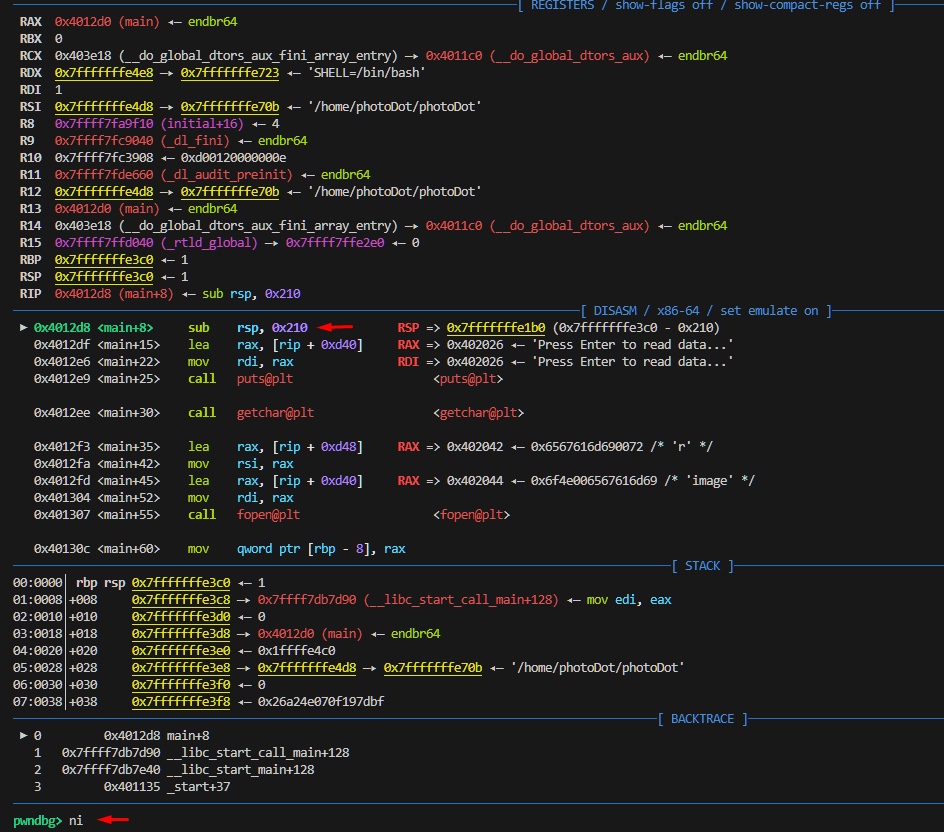 [ REGISTERS / show-flags off / show-compact-regs off ]
RAX 0x4012d0 (main) ◂— endbr64
RBX 0
RCX 0x403e18 (__do_global_dtors_aux_fini_array_entry) —▸ 0x4011c0 (__do_global_dtors_aux) ◂— endbr64
RDX 0x7fffffffe4e8 —▸ 0x7fffffffe723 ◂— 'SHELL=/bin/bash'
RDI 1
RSI 0x7fffffffe4d8 —▸ 0x7fffffffe70b ◂— '/home/photoDot/photoDot'
R8 0x7ffff7fa9f10 (initial+16) ◂— 4
R9 0x7ffff7fc9040 (_dl_fini) ◂— endbr64
R10 0x7ffff7fc3908 ◂— 0xd00120000000e
R11 0x7ffff7fde660 (_dl_audit_preinit) ◂— endbr64
R12 0x7fffffffe4d8 —▸ 0x7fffffffe70b ◂— '/home/photoDot/photoDot'
R13 0x4012d0 (main) ◂— endbr64
R14 0x403e18 (__do_global_dtors_aux_fini_array_entry) —▸ 0x4011c0 (__do_global_dtors_aux) ◂— endbr64
R15 0x7ffff7ffd040 (_rtld_global) —▸ 0x7ffff7ffe2e0 ◂— 0
RBP 0x7fffffffe3c0 ◂— 1
RSP 0x7fffffffe3c0 ◂— 1
RIP 0x4012d8 (main+8) ◂— sub rsp, 0x210
[ DISASM / x86-64 / set emulate on ]
► 0x4012d8 <main+8> sub rsp, 0x210 RSP => 0x7fffffffe1b0 (0x7fffffffe3c0 - 0x210)
0x4012df <main+15> lea rax, [rip + 0xd40] RAX => 0x402026 ◂— 'Press Enter to read data...'
0x4012e6 <main+22> mov rdi, rax RDI => 0x402026 ◂— 'Press Enter to read data...'
0x4012e9 <main+25> call puts@plt <puts@plt>
0x4012ee <main+30> call getchar@plt <getchar@plt>
0x4012f3 <main+35> lea rax, [rip + 0xd48] RAX => 0x402042 ◂— 0x6567616d690072 /* 'r' */
0x4012fa <main+42> mov rsi, rax
0x4012fd <main+45> lea rax, [rip + 0xd40] RAX => 0x402044 ◂— 0x6f4e006567616d69 /* 'image' */
0x401304 <main+52> mov rdi, rax
0x401307 <main+55> call fopen@plt <fopen@plt>
0x40130c <main+60> mov qword ptr [rbp - 8], rax
[ STACK ]
00:0000│ rbp rsp 0x7fffffffe3c0 ◂— 1
01:0008│+008 0x7fffffffe3c8 —▸ 0x7ffff7db7d90 (__libc_start_call_main+128) ◂— mov edi, eax
02:0010│+010 0x7fffffffe3d0 ◂— 0
03:0018│+018 0x7fffffffe3d8 —▸ 0x4012d0 (main) ◂— endbr64
04:0020│+020 0x7fffffffe3e0 ◂— 0x1ffffe4c0
05:0028│+028 0x7fffffffe3e8 —▸ 0x7fffffffe4d8 —▸ 0x7fffffffe70b ◂— '/home/photoDot/photoDot'
06:0030│+030 0x7fffffffe3f0 ◂— 0
07:0038│+038 0x7fffffffe3f8 ◂— 0x26a24e070f197dbf
[ BACKTRACE ]
► 0 0x4012d8 main+8
1 0x7ffff7db7d90 __libc_start_call_main+128
2 0x7ffff7db7e40 __libc_start_main+128
3 0x401135 _start+37
pwndbg> ni